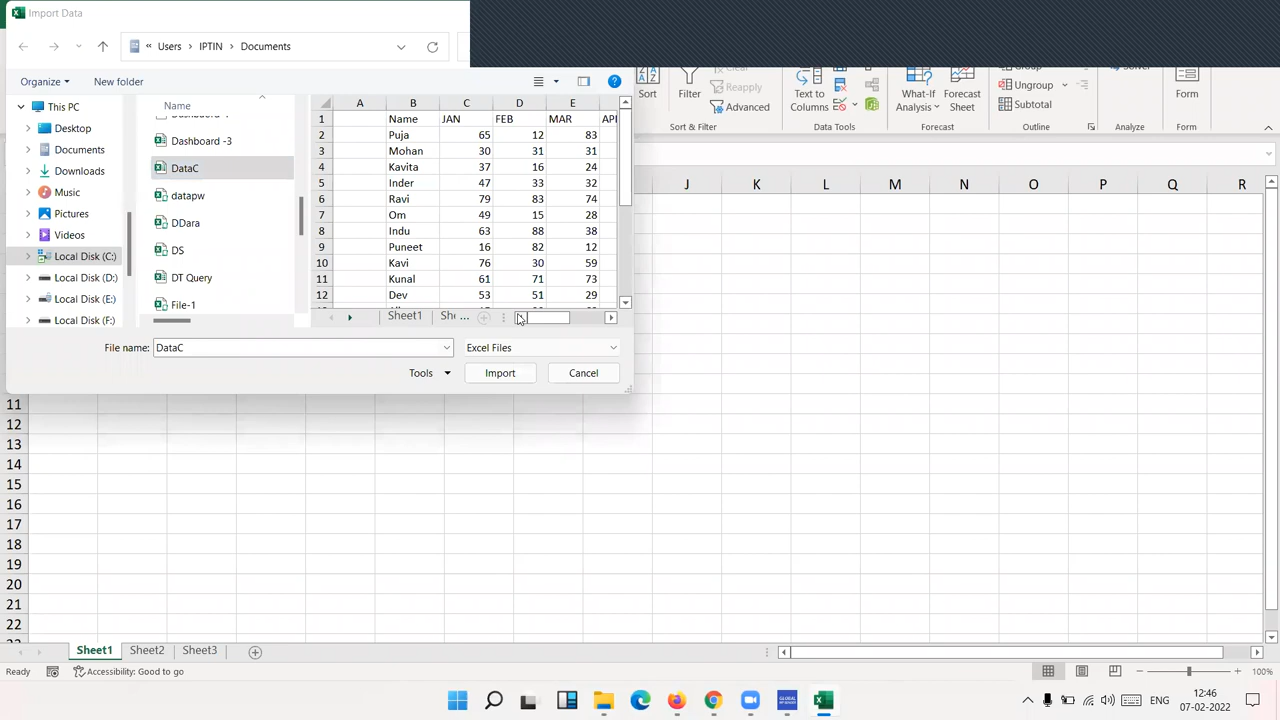 Import Data
Users
IPTIN
Documents
Organize
New folder
This PC
Desktop
Documents
Downloads
Music
Pictures
Videos
Local Disk (C:)
Local Disk (D:)
Local Disk (E:)
Local Disk (F:)
Name
Dashboard -3
DataC
datapw
DDara
DS
DT Query
File-1
A B C D E
1 Name JAN FEB MAR
2 Puja 65 12 83
3 Mohan 30 31 31
4 Kavita 37 16 24
5 Inder 47 33 32
6 Ravi 79 83 74
7 Om 49 15 28
8 Indu 63 88 38
9 Puneet 16 82 12
10 Kavi 76 30 59
11 Kunal 61 71 73
12 Dev 53 51 29
Sheet1 She ...
File name: DataC Excel Files
Tools Import Cancel
Sort
Filter
Clear
Reapply
Advanced
Sort & Filter
Text to
Columns
Data Tools
What-If
Analysis
Forecast
Sheet
Forecast
Group
Ungroup
Subtotal
Outline
Solver
Analyze
Form
Form
J K L M N O P Q R
11
12
13
14
15
16
17
18
19
20
21
22
Sheet1 Sheet2 Sheet3
Ready Accessibility: Good to go 100%
ENG 12:46
07-02-2022